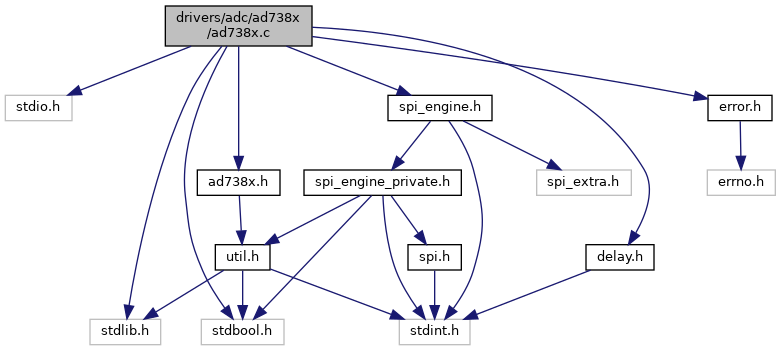 drivers/adc/ad738x
/ad738x.c
stdio.h
spi_engine.h
error.h
ad738x.h
spi_engine_private.h
spi_extra.h
errno.h
util.h
spi.h
delay.h
stdlib.h
stdbool.h
stdint.h